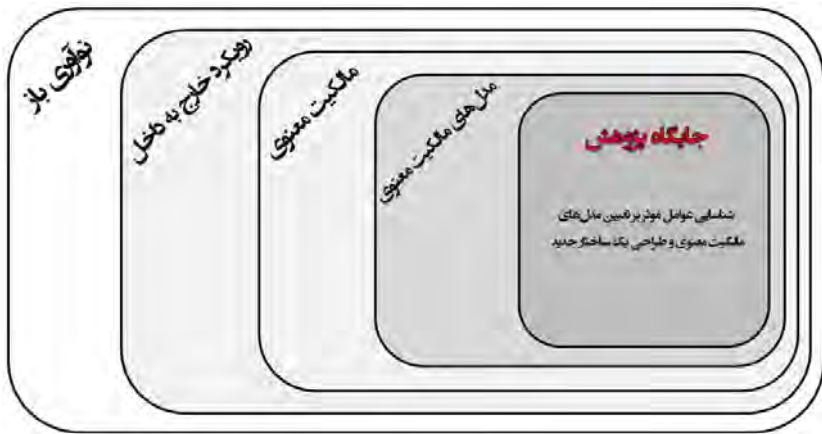 نوآوری باز
رویکرد خارج به داخل
مالکیت معنوی
مدل‌های مالکیت معنوی
جایگاه پژوهش
شناسایی عوامل موثر بر تعیین مدل‌های
مالکیت معنوی و طراحی یک ساختار جدید